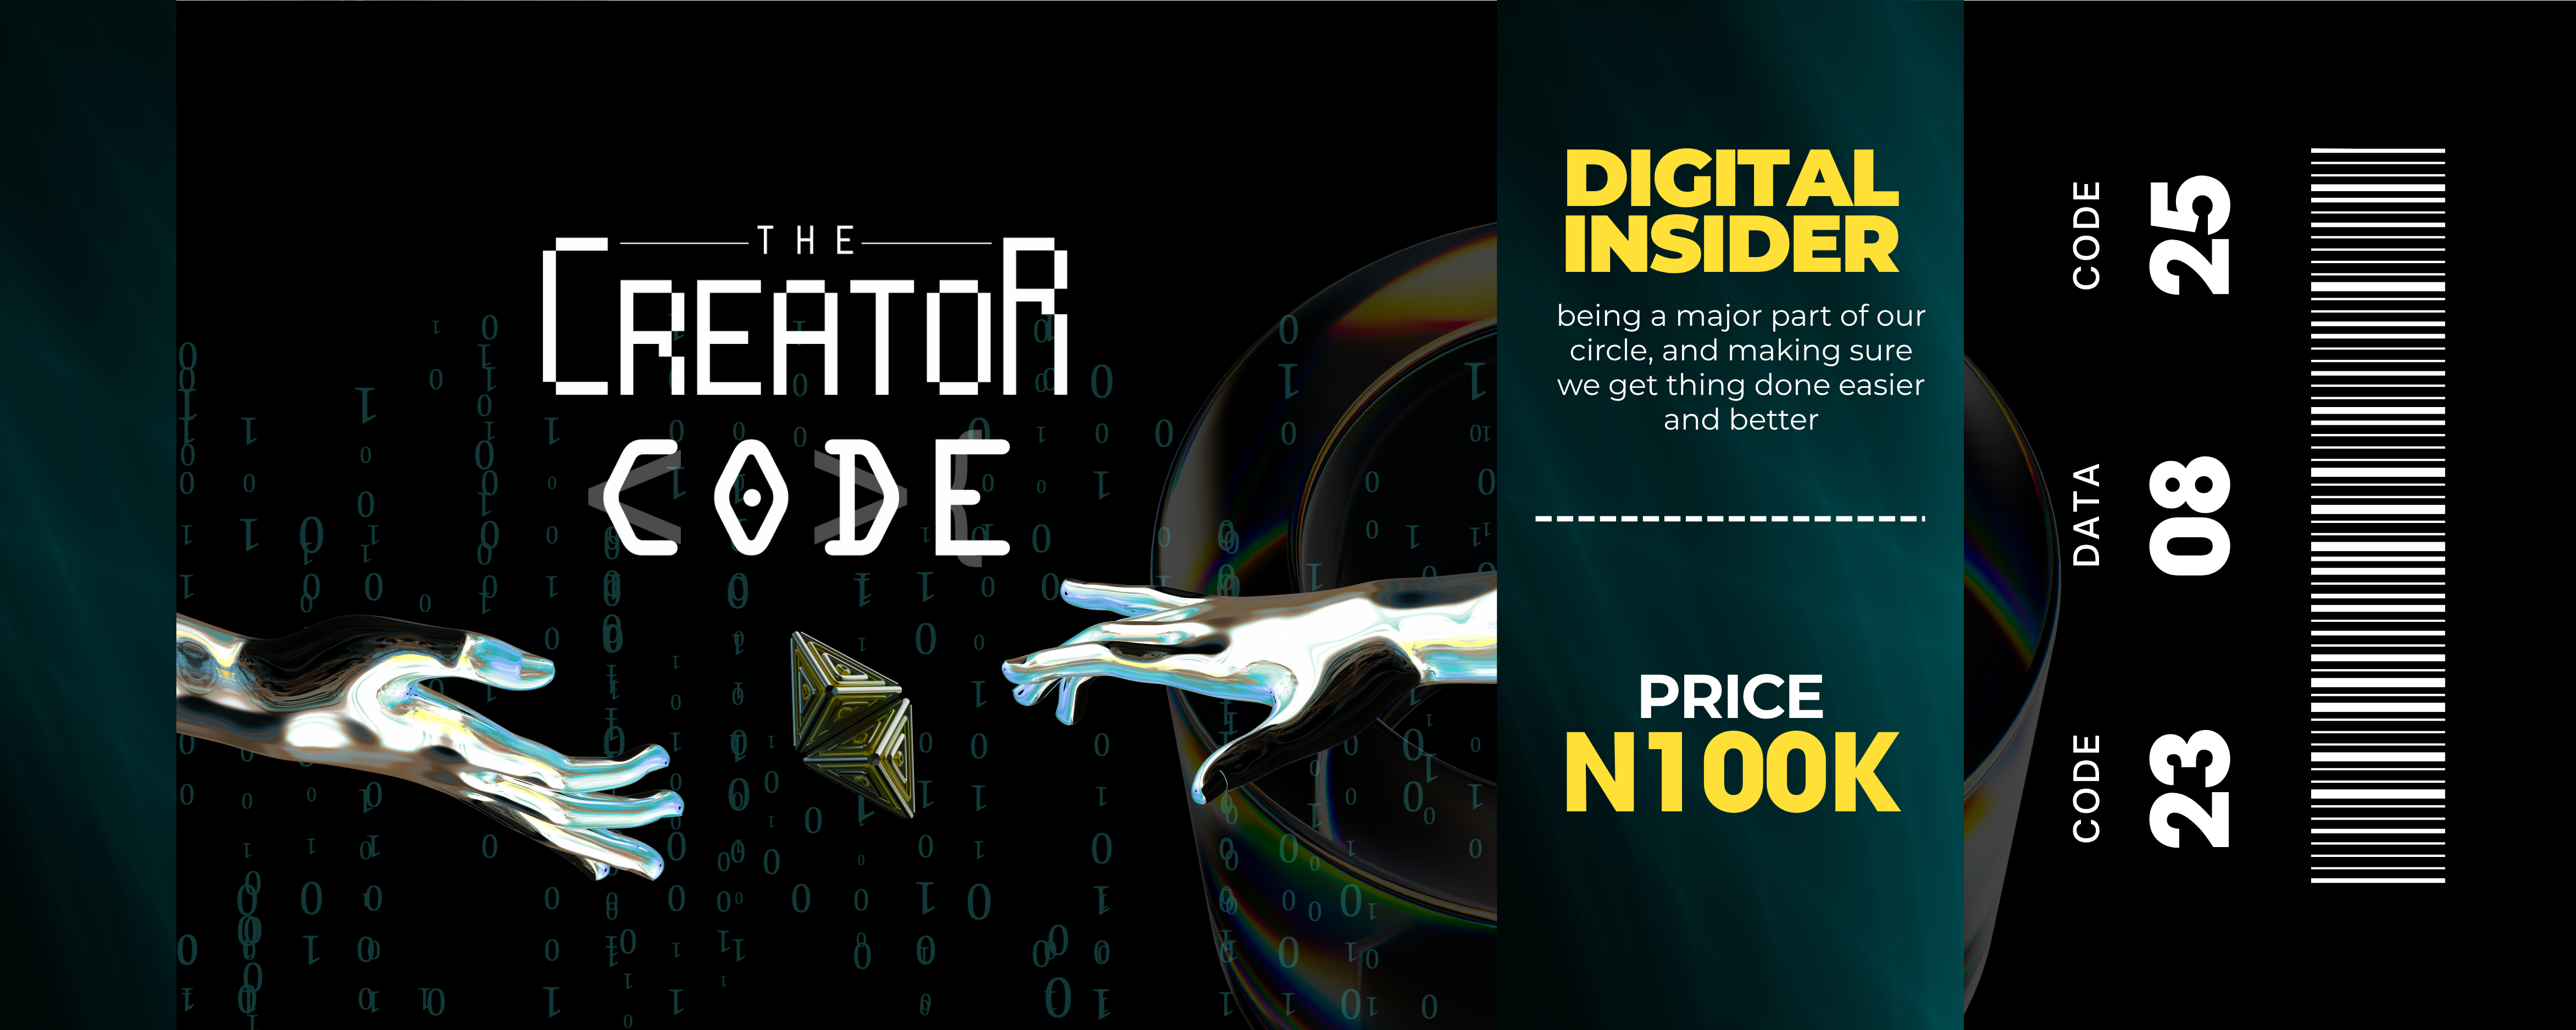 THE
CREATOR
CODE
DIGITAL
INSIDER
being a major part of our
circle, and making sure
we get thing done easier
and better
PRICE
N100K
CODE
25
DATA
08
CODE
23